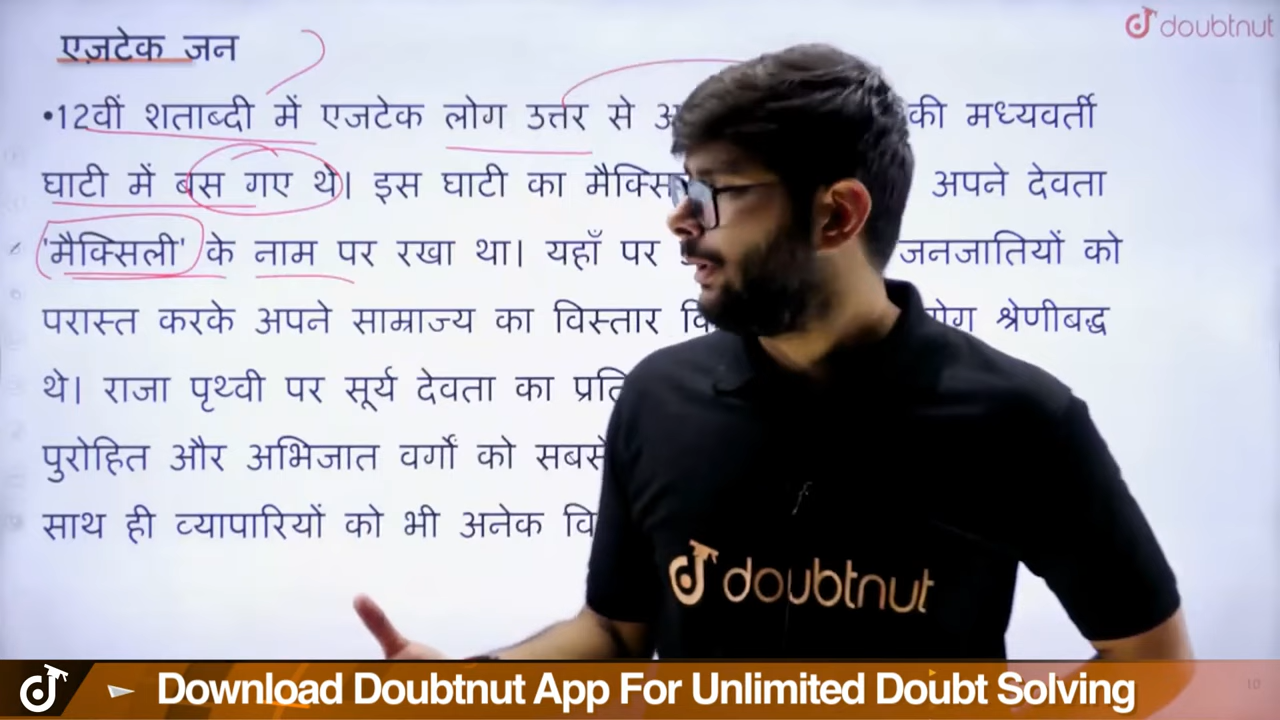 doubtnut
एज़टेक जन
•12वीं शताब्दी में एजटेक लोग उत्तर से की मध्यवर्ती
घाटी में बस गए थे। इस घाटी का अपने देवता
'मैक्सिली' के नाम पर रखा था। यहाँ पर जनजातियों को
परास्त करके अपने साम्राज्य का विस्तार श्रेणीबद्ध
थे। राजा पृथ्वी पर सूर्य देवता का
पुरोहित और अभिजात वर्गों को
साथ ही व्यापारियों को भी अनेक
doubtnut
Download Doubtnut App For Unlimited Doubt Solving
10